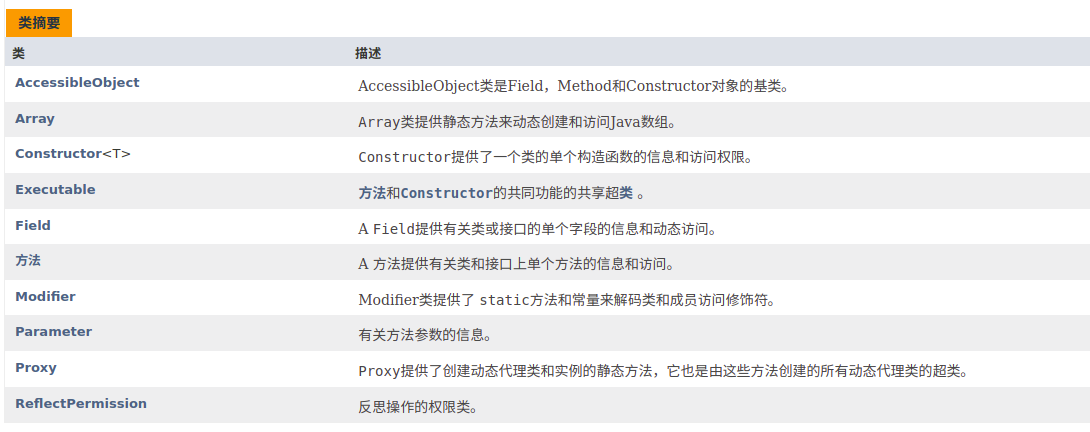 类摘要
类 描述
AccessibleObject AccessibleObject类是Field，Method和Constructor对象的基类。
Array Array类提供静态方法来动态创建和访问Java数组。
Constructor<T> Constructor提供了一个类的单个构造函数的信息和访问权限。
Executable 方法和Constructor的共同功能的共享超类 。
Field A Field提供有关类或接口的单个字段的信息和动态访问。
方法 A 方法提供有关类和接口上单个方法的信息和访问。
Modifier Modifier类提供了 static方法和常量来解码类和成员访问修饰符。
Parameter 有关方法参数的信息。
Proxy Proxy提供了创建动态代理类和实例的静态方法，它也是由这些方法创建的所有动态代理类的超类。
ReflectPermission 反思操作的权限类。